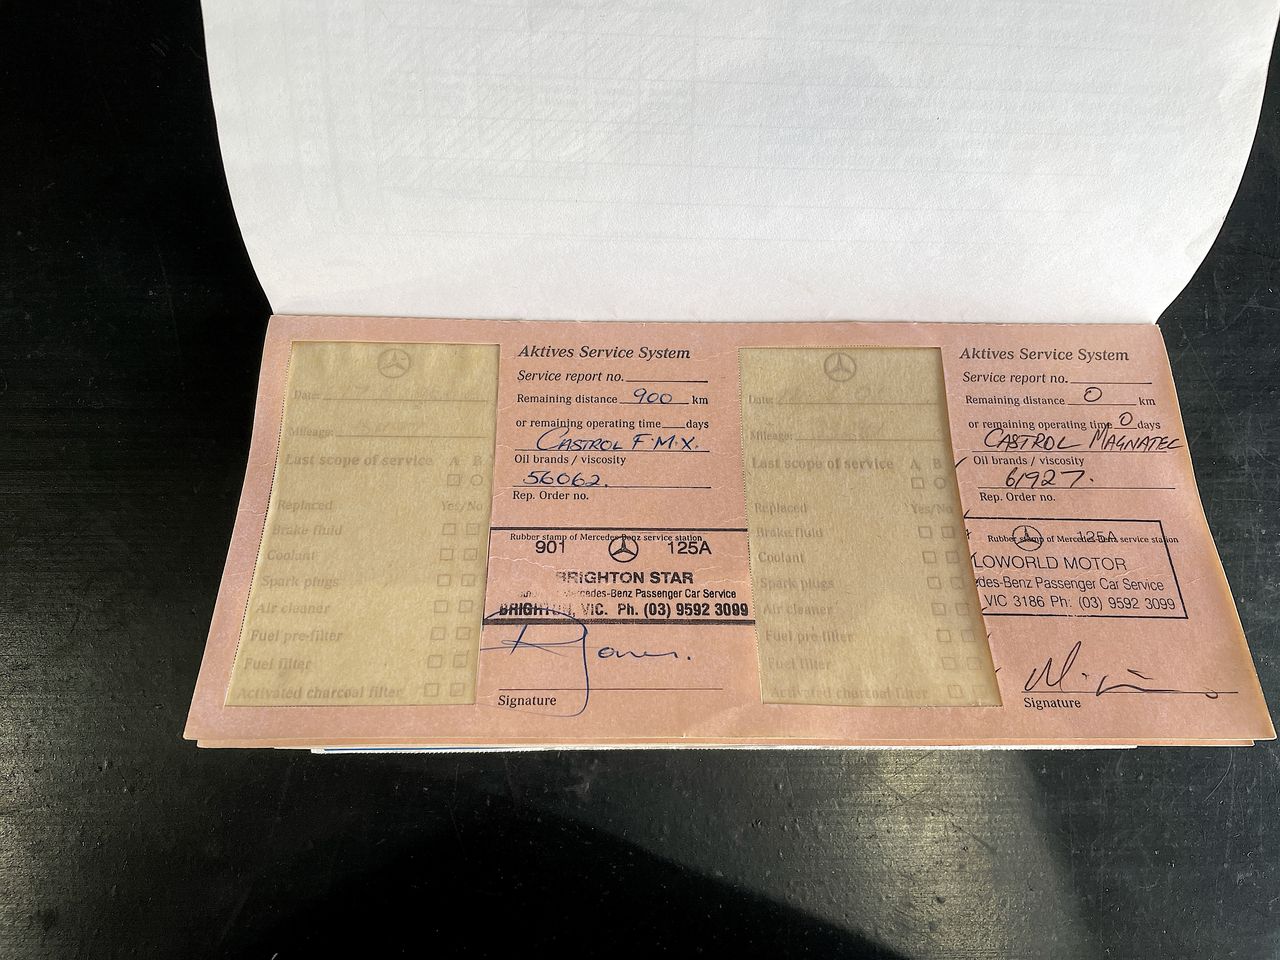 Date:
Mileage:
Last scope of service A B
Replaced Yes/No
Brake fluid
Coolant
Spark plugs
Air cleaner
Fuel pre-filter
Fuel filter
Activated charcoal filter
Aktives Service System
Service report no.
Remaining distance 900 km
or remaining operating time days
CASTROL F.M.X.
Oil brands / viscosity
56062.
Rep. Order no.
Rubber stamp of Mercedes-Benz service station
901 125A
BRIGHTON STAR
Mercedes-Benz Passenger Car Service
BRIGHTON, VIC. Ph. (03) 9592 3099
Signature
Date:
Mileage:
Last scope of service A B
Replaced Yes/No
Brake fluid
Coolant
Spark plugs
Air cleaner
Fuel pre-filter
Fuel filter
Activated charcoal filter
Aktives Service System
Service report no.
Remaining distance 0 km
or remaining operating time 0 days
CASTROL MAGNATEC
Oil brands / viscosity
61927.
Rep. Order no.
125A
Rubber stamp of Mercedes-Benz service station
LOWORLD MOTOR
edes-Benz Passenger Car Service
VIC 3186 Ph: (03) 9592 3099
Signature